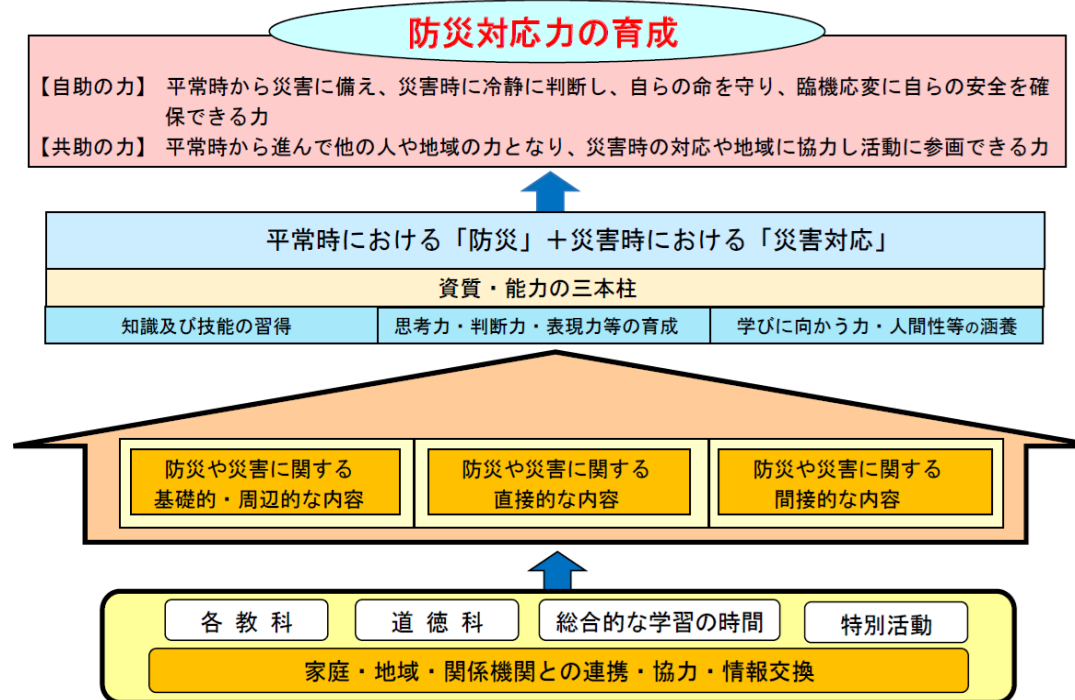 防災対応力の育成
【自助の力】 平常時から災害に備え、災害時に冷静に判断し、自らの命を守り、臨機応変に自らの安全を確
保できる力
【共助の力】 平常時から進んで他の人や地域の力となり、災害時の対応や地域に協力し活動に参画できる力
平常時における「防災」＋災害時における「災害対応」
資質・能力の三本柱
知識及び技能の習得
思考力・判断力・表現力等の育成
学びに向かう力・人間性等の涵養
防災や災害に関する
基礎的・周辺的な内容
防災や災害に関する
直接的な内容
防災や災害に関する
間接的な内容
各 教 科
道 徳 科
総合的な学習の時間
特別活動
家庭・地域・関係機関との連携・協力・情報交換